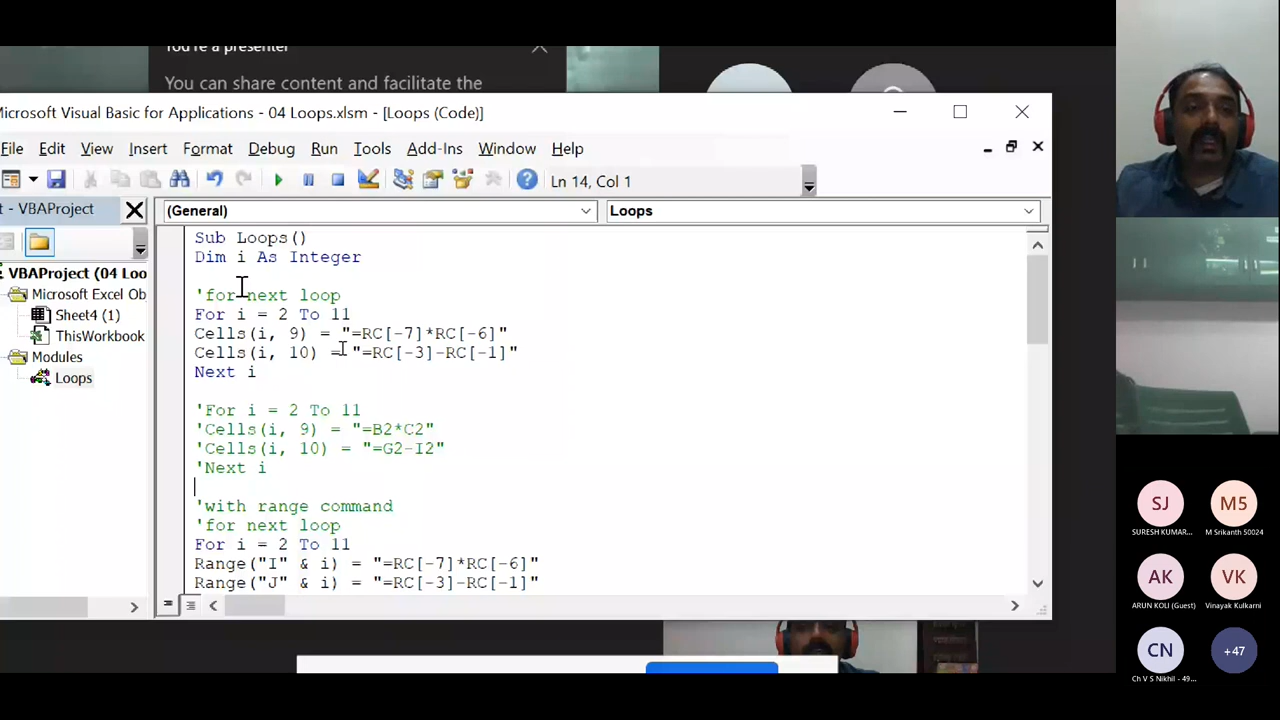 You're a presenter
You can share content and facilitate the
Microsoft Visual Basic for Applications - 04 Loops.xlsm - [Loops (Code)]
File Edit View Insert Format Debug Run Tools Add-Ins Window Help
Ln 14, Col 1
t - VBAProject
(General)
Loops
VBAProject (04 Loo
Microsoft Excel Ob
Sheet4 (1)
ThisWorkbook
Modules
Loops
Sub Loops()
Dim i As Integer
'for next loop
For i = 2 To 11
Cells(i, 9) = "=RC[-7]*RC[-6]"
Cells(i, 10) = "=RC[-3]-RC[-1]"
Next i
'For i = 2 To 11
'Cells(i, 9) = "=B2*C2"
'Cells(i, 10) = "=G2-I2"
'Next i
'with range command
'for next loop
For i = 2 To 11
Range("I" & i) = "=RC[-7]*RC[-6]"
Range("J" & i) = "=RC[-3]-RC[-1]"
SJ
SURESH KUMAR...
M5
M Srikanth 50024
AK
ARUN KOLI (Guest)
VK
Vinayak Kulkarni
CN
Ch V S Nikhil - 49...
+47